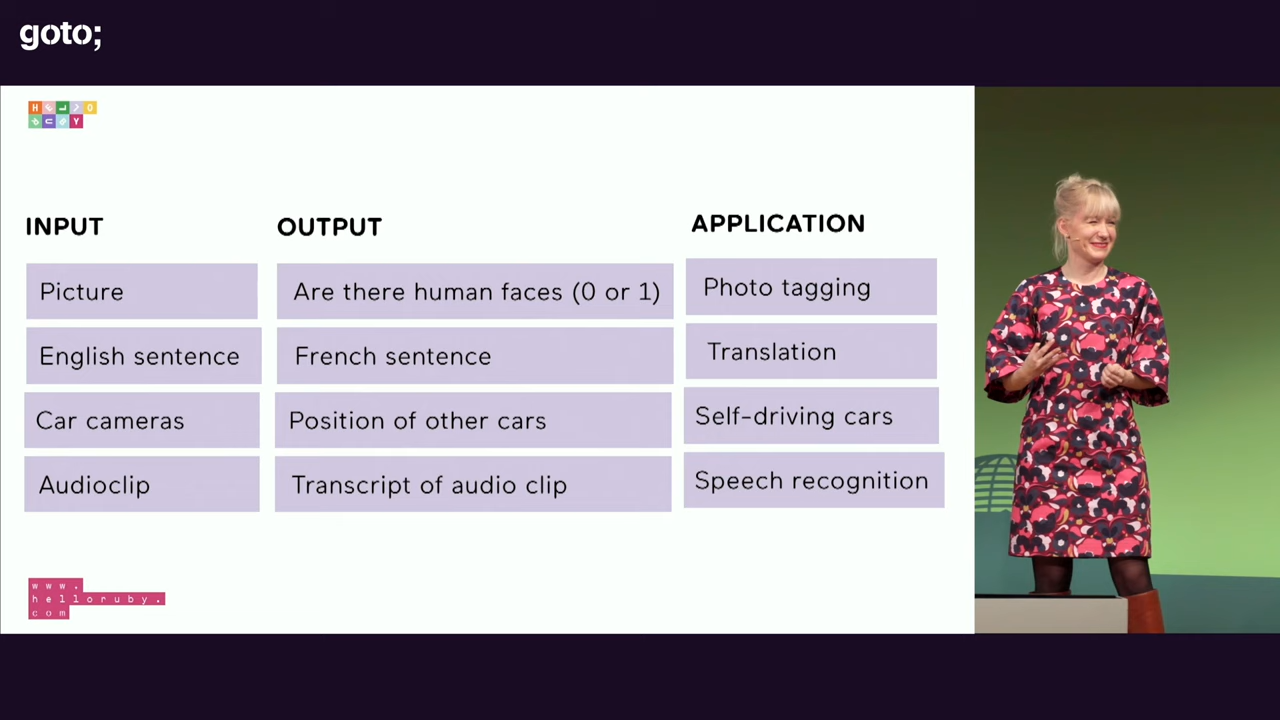 goto;
HELLO
RUBY
INPUT OUTPUT APPLICATION
Picture Are there human faces (0 or 1) Photo tagging
English sentence French sentence Translation
Car cameras Position of other cars Self-driving cars
Audioclip Transcript of audio clip Speech recognition
www.
helloruby.
com